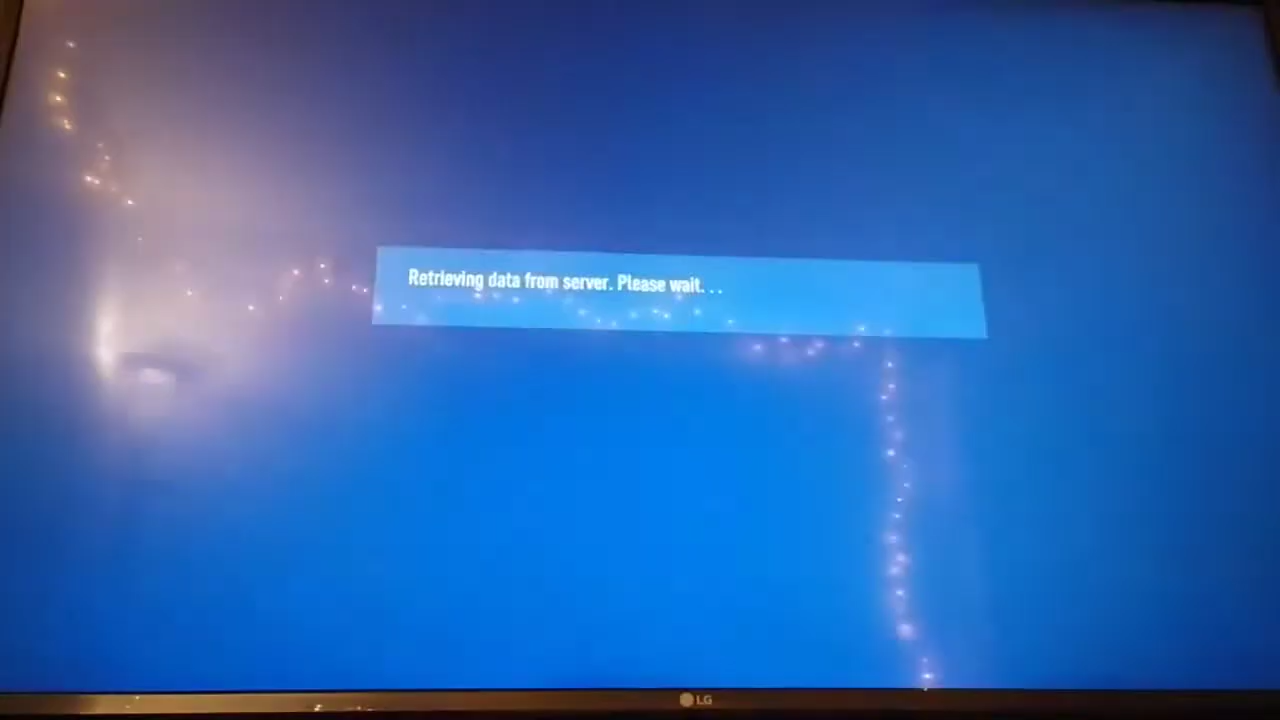 Retrieving data from server. Please wait. . .
LG